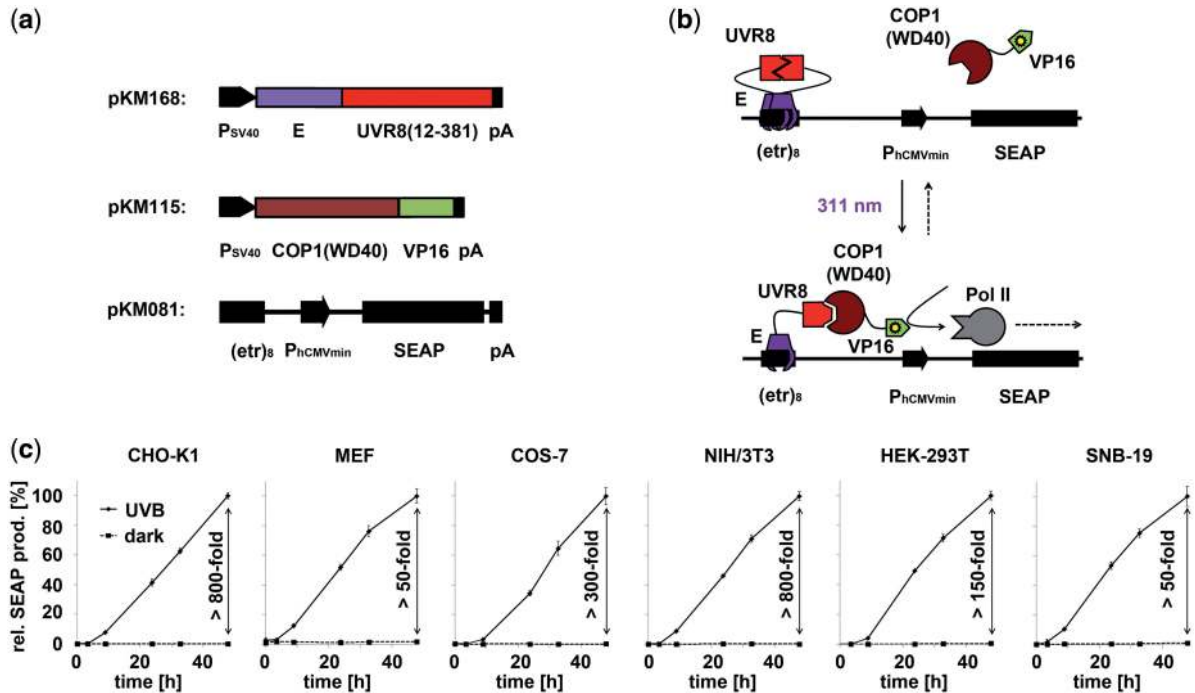 (a)
pKM168:
PSV40 E UVR8(12-381) pA
pKM115:
PSV40 COP1(WD40) VP16 pA
pKM081:
(etr)8 PhCMVmin SEAP pA
(b)
UVR8
COP1
(WD40)
VP16
E
(etr)8
PhCMVmin
SEAP
311 nm
COP1
(WD40)
UVR8
Pol II
E
VP16
(etr)8
PhCMVmin
SEAP
(c)
CHO-K1 MEF COS-7 NIH/3T3 HEK-293T SNB-19
rel. SEAP prod. [%]
100
80
60
40
20
0
UVB
dark
> 800-fold
> 50-fold
> 300-fold
> 800-fold
> 150-fold
> 50-fold
0 20 40 0 20 40 0 20 40 0 20 40 0 20 40 0 20 40
time [h] time [h] time [h] time [h] time [h] time [h]